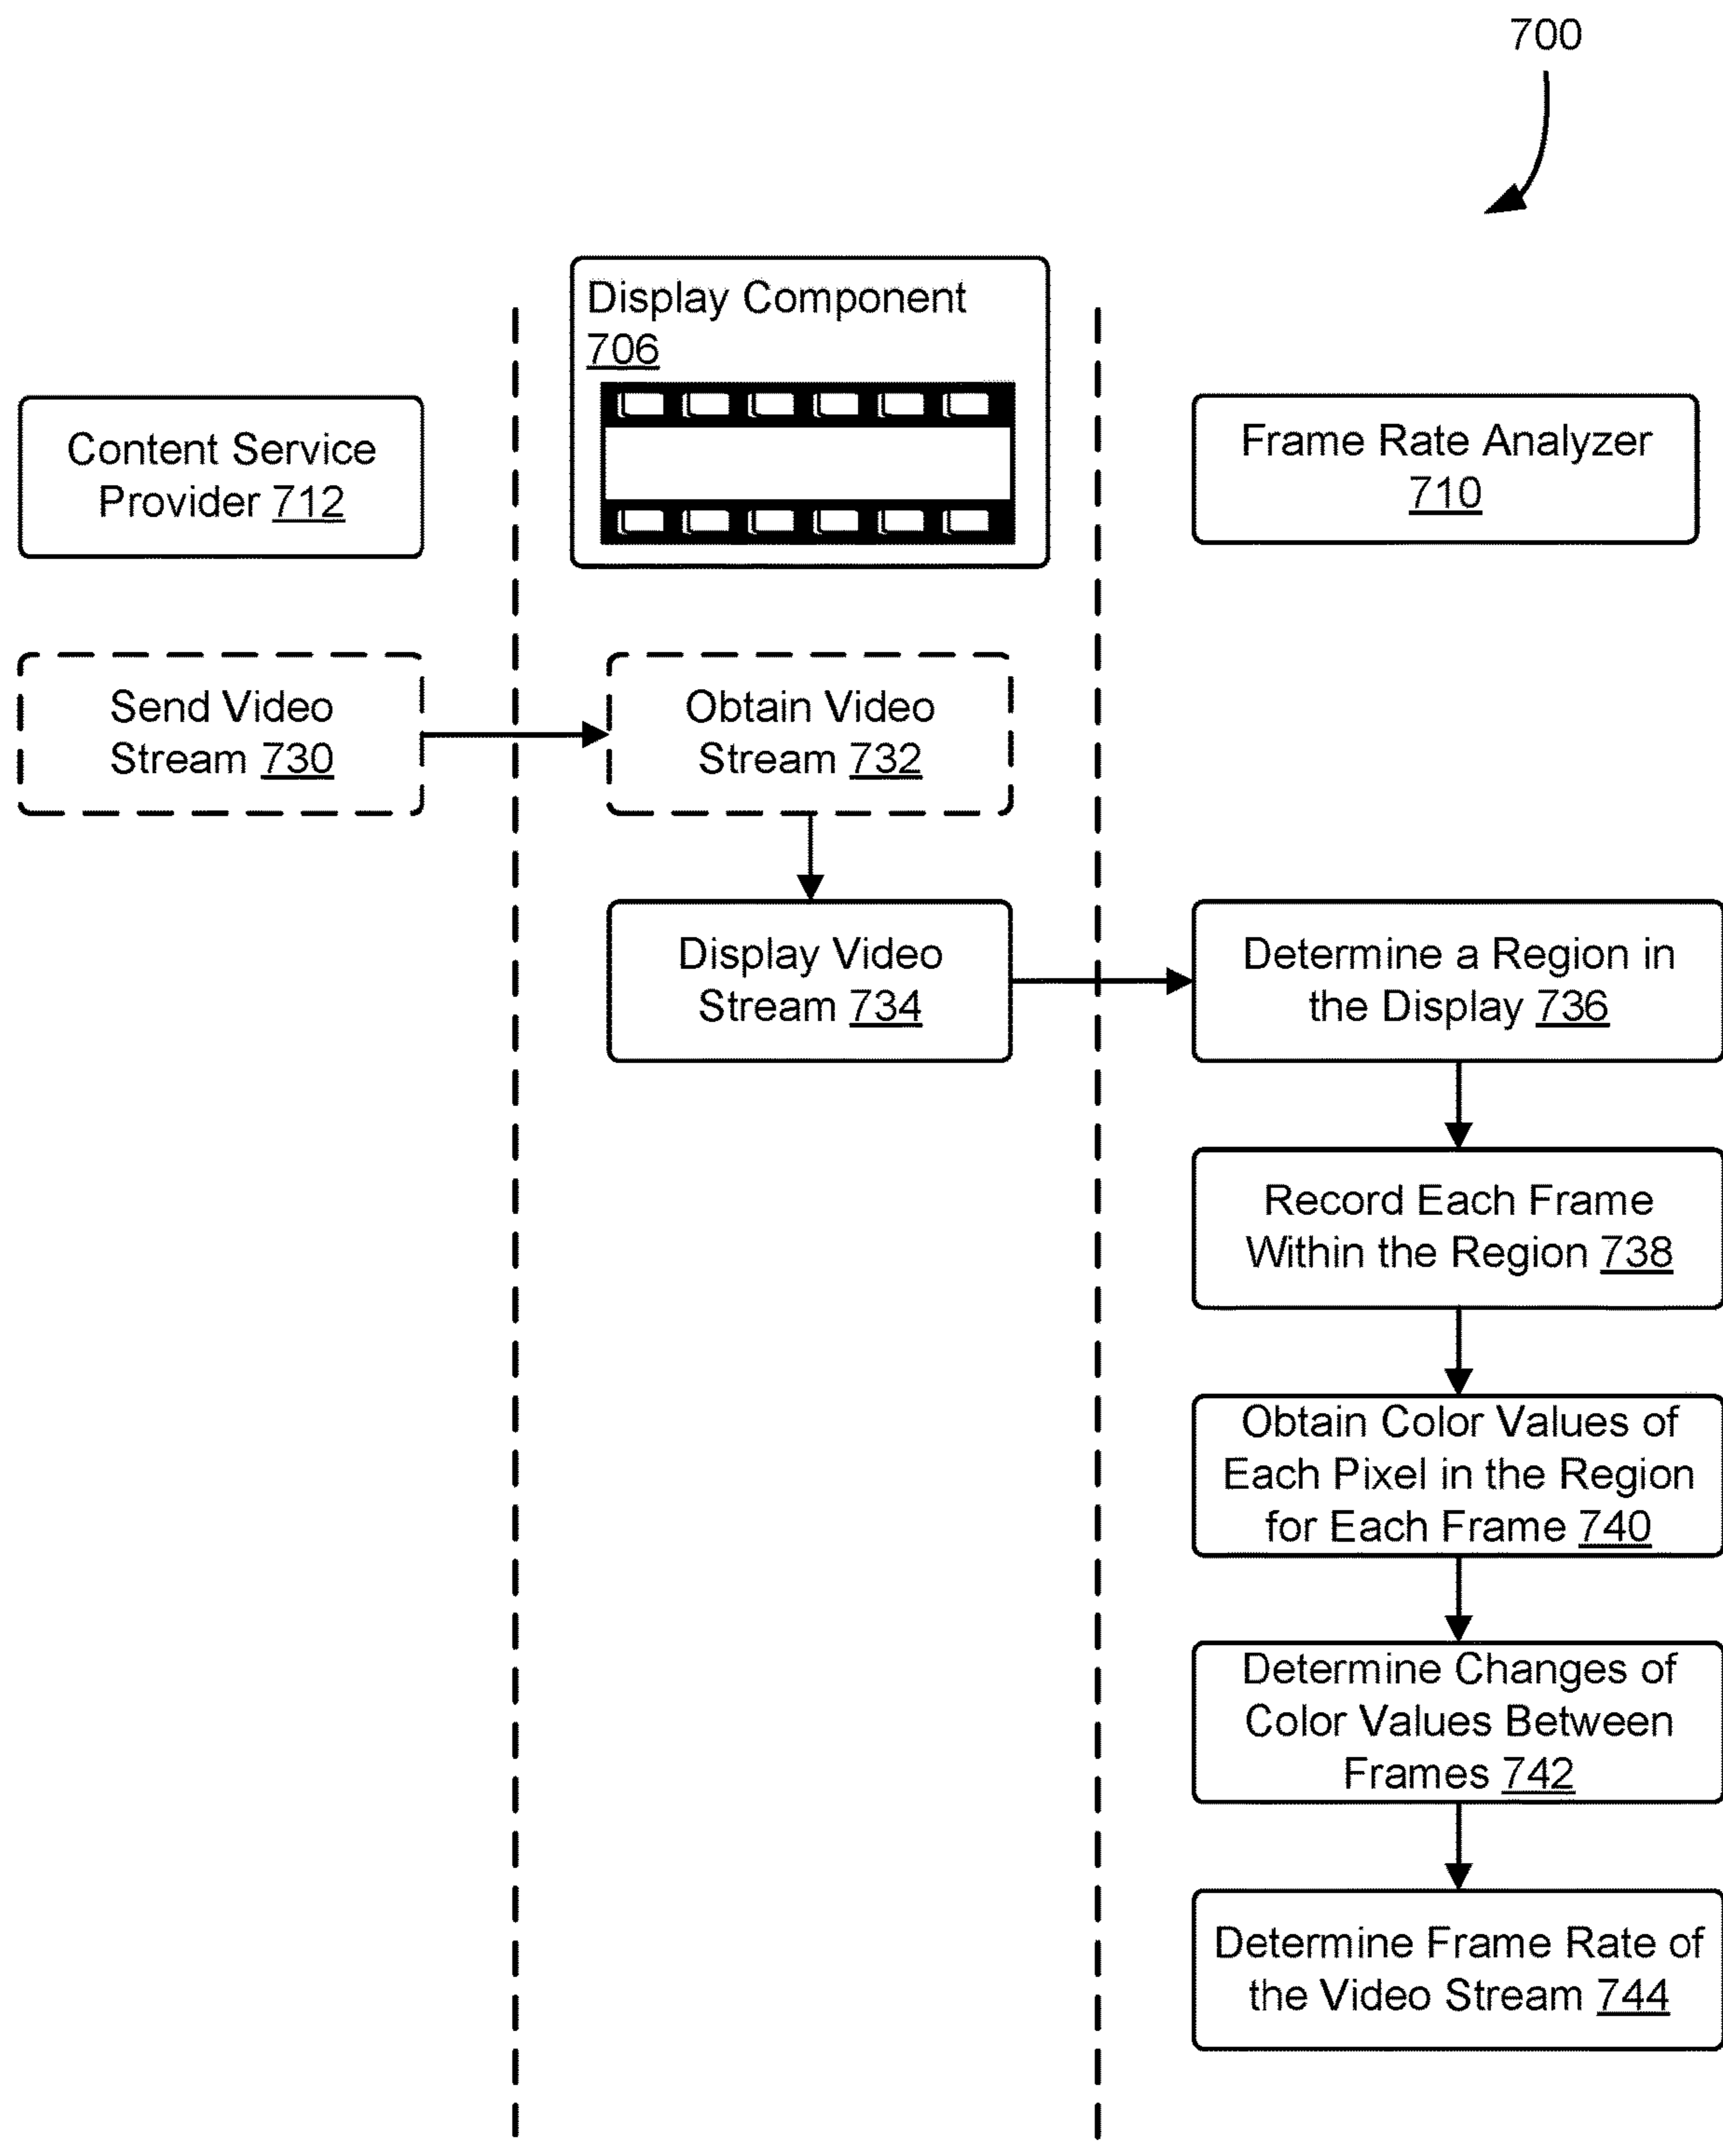 700
Display Component
706
Content Service
Provider 712
Frame Rate Analyzer
710
Send Video
Stream 730
Obtain Video
Stream 732
Display Video
Stream 734
Determine a Region in
the Display 736
Record Each Frame
Within the Region 738
Obtain Color Values of
Each Pixel in the Region
for Each Frame 740
Determine Changes of
Color Values Between
Frames 742
Determine Frame Rate of
the Video Stream 744